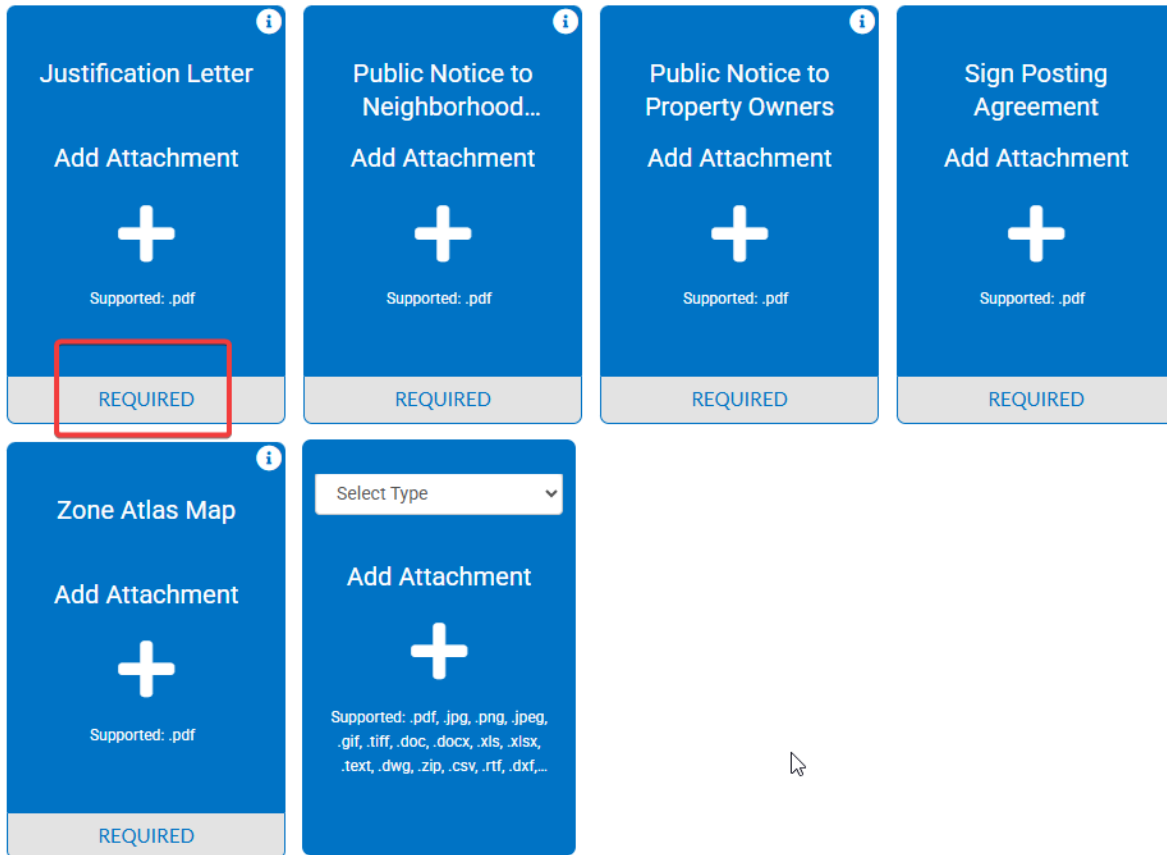 Justification Letter
Add Attachment
Supported: .pdf
REQUIRED
Public Notice to
Neighborhood...
Add Attachment
Supported: .pdf
REQUIRED
Public Notice to
Property Owners
Add Attachment
Supported: .pdf
REQUIRED
Sign Posting
Agreement
Add Attachment
Supported: .pdf
REQUIRED
Zone Atlas Map
Add Attachment
Supported: .pdf
REQUIRED
Select Type
Add Attachment
Supported: .pdf, .jpg, .png, .jpeg,
.gif, .tiff, .doc, .docx, .xls, .xlsx,
.text, .dwg, .zip, .csv, .rtf, .dxf,...